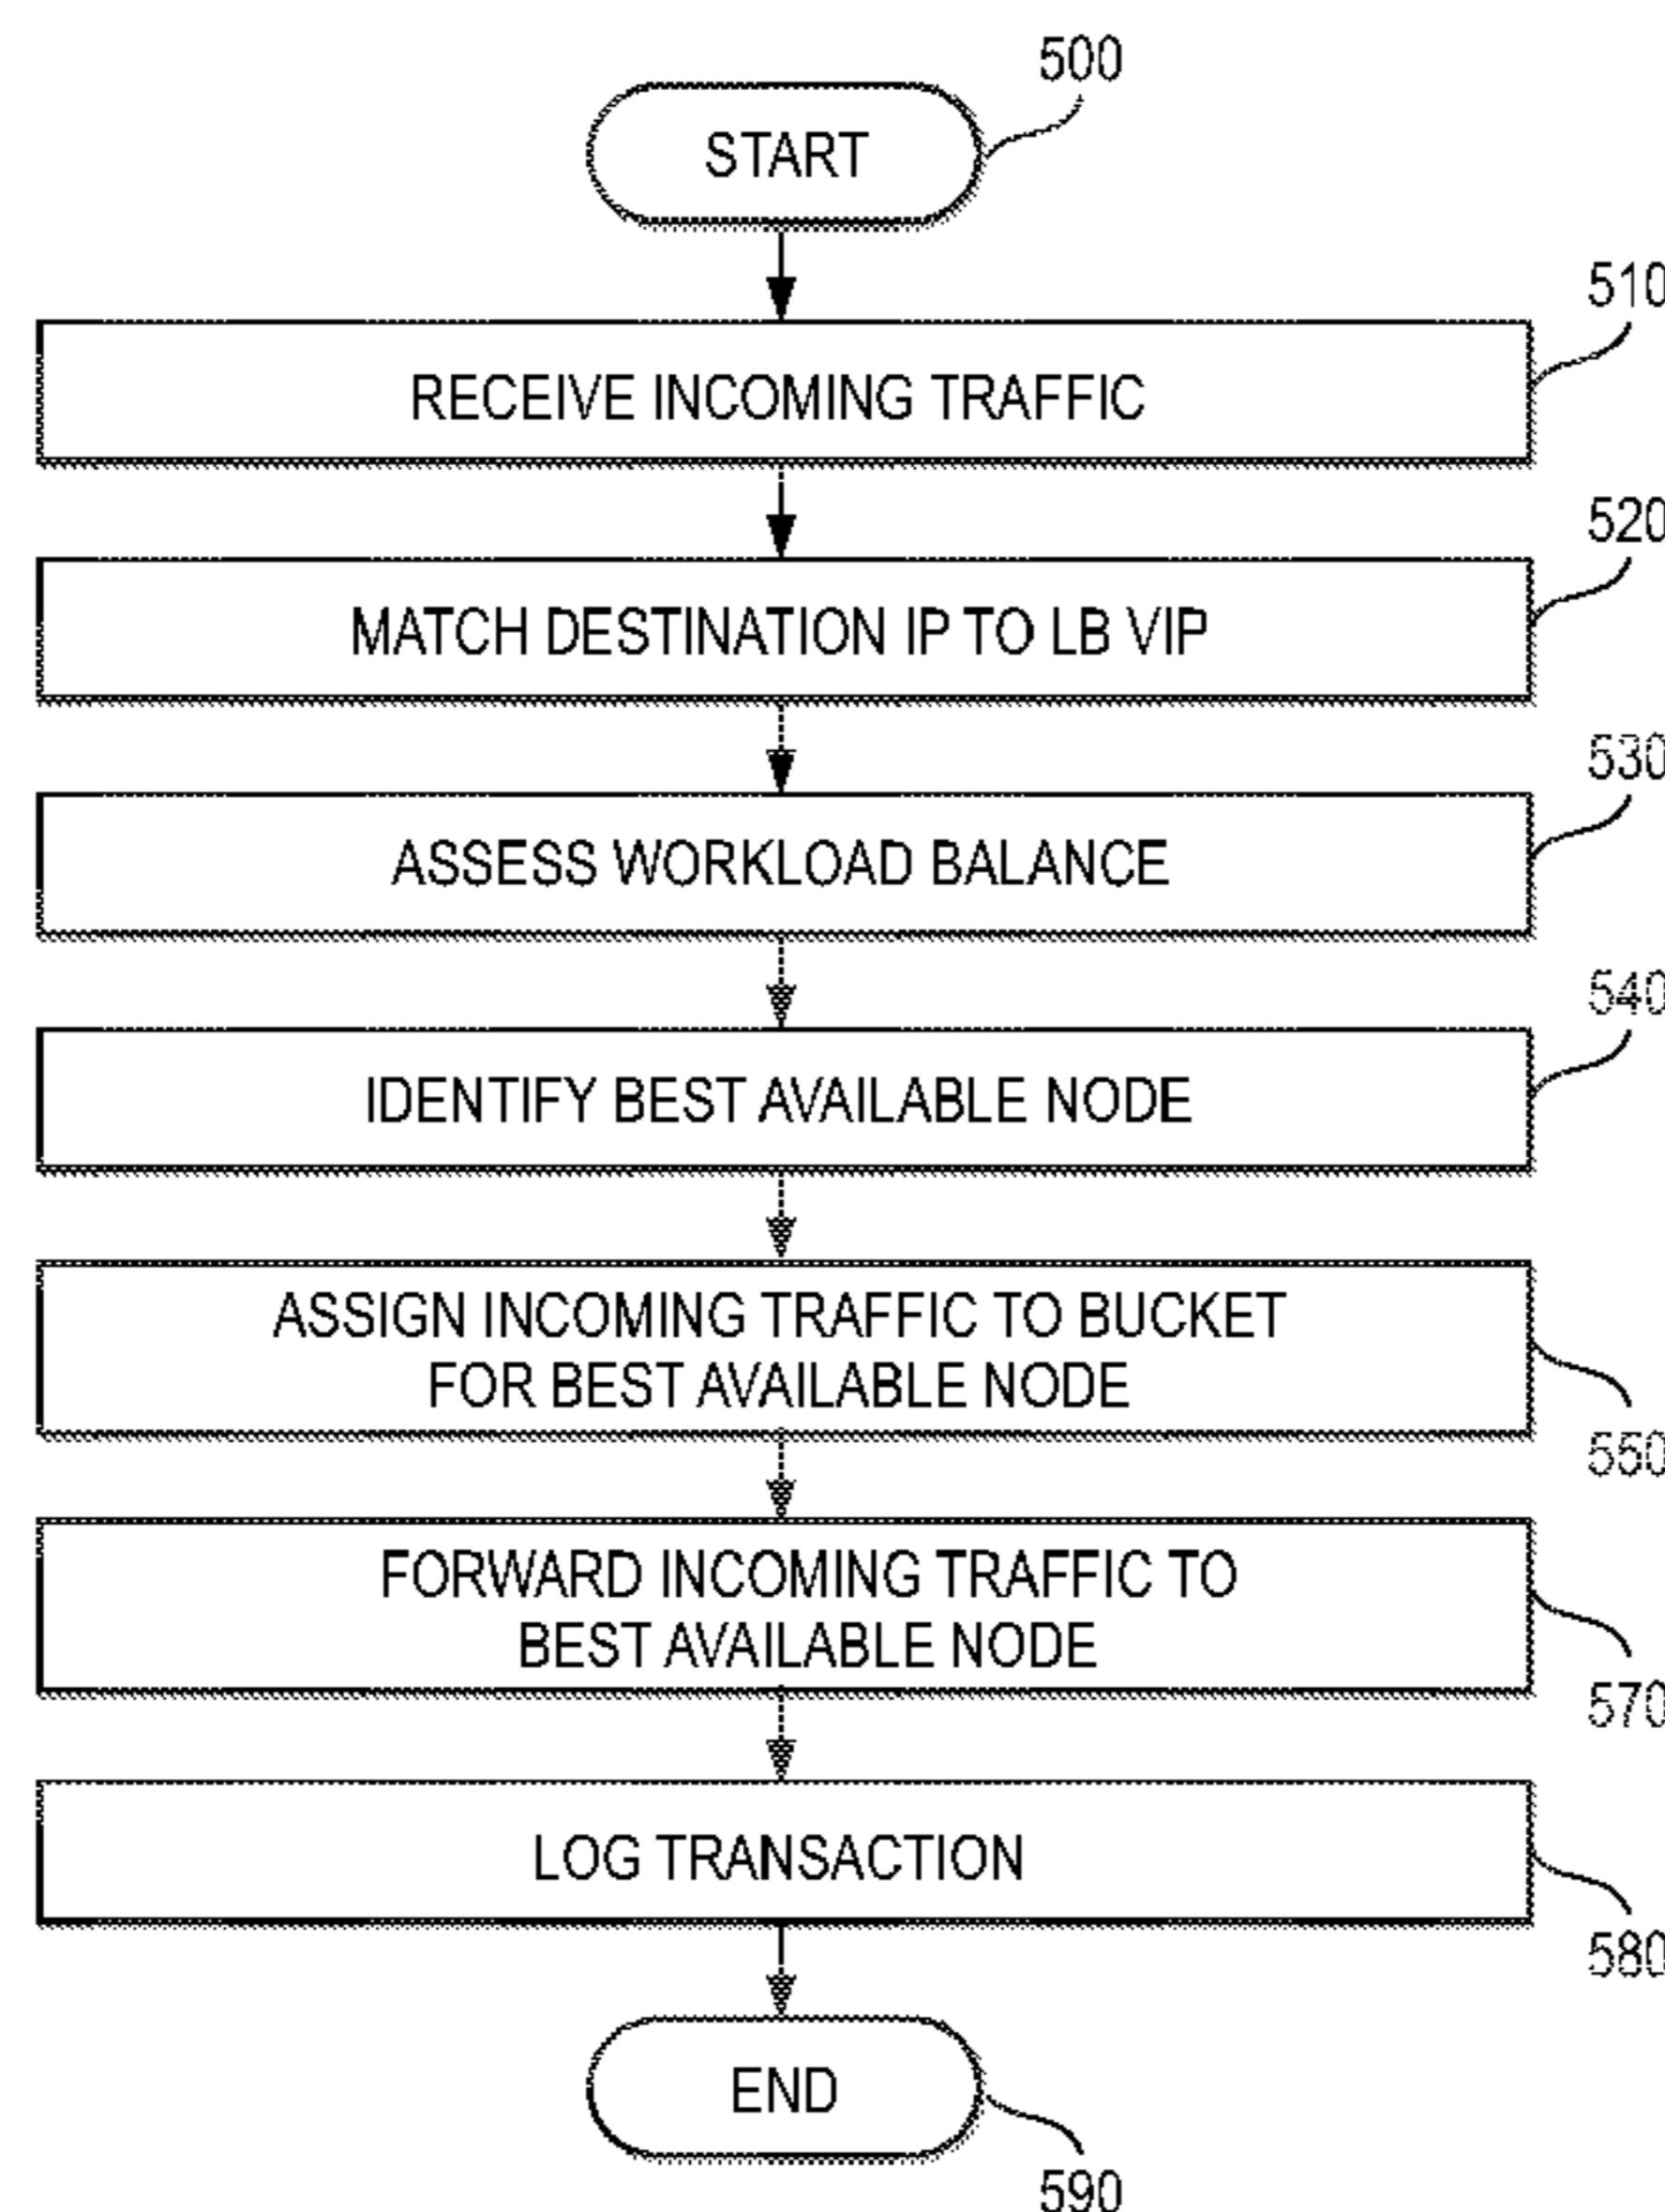 500
START
510
RECEIVE INCOMING TRAFFIC
520
MATCH DESTINATION IP TO LB VIP
530
ASSESS WORKLOAD BALANCE
540
IDENTIFY BEST AVAILABLE NODE
ASSIGN INCOMING TRAFFIC TO BUCKET
FOR BEST AVAILABLE NODE
550
FORWARD INCOMING TRAFFIC TO
BEST AVAILABLE NODE
570
LOG TRANSACTION
580
END
590